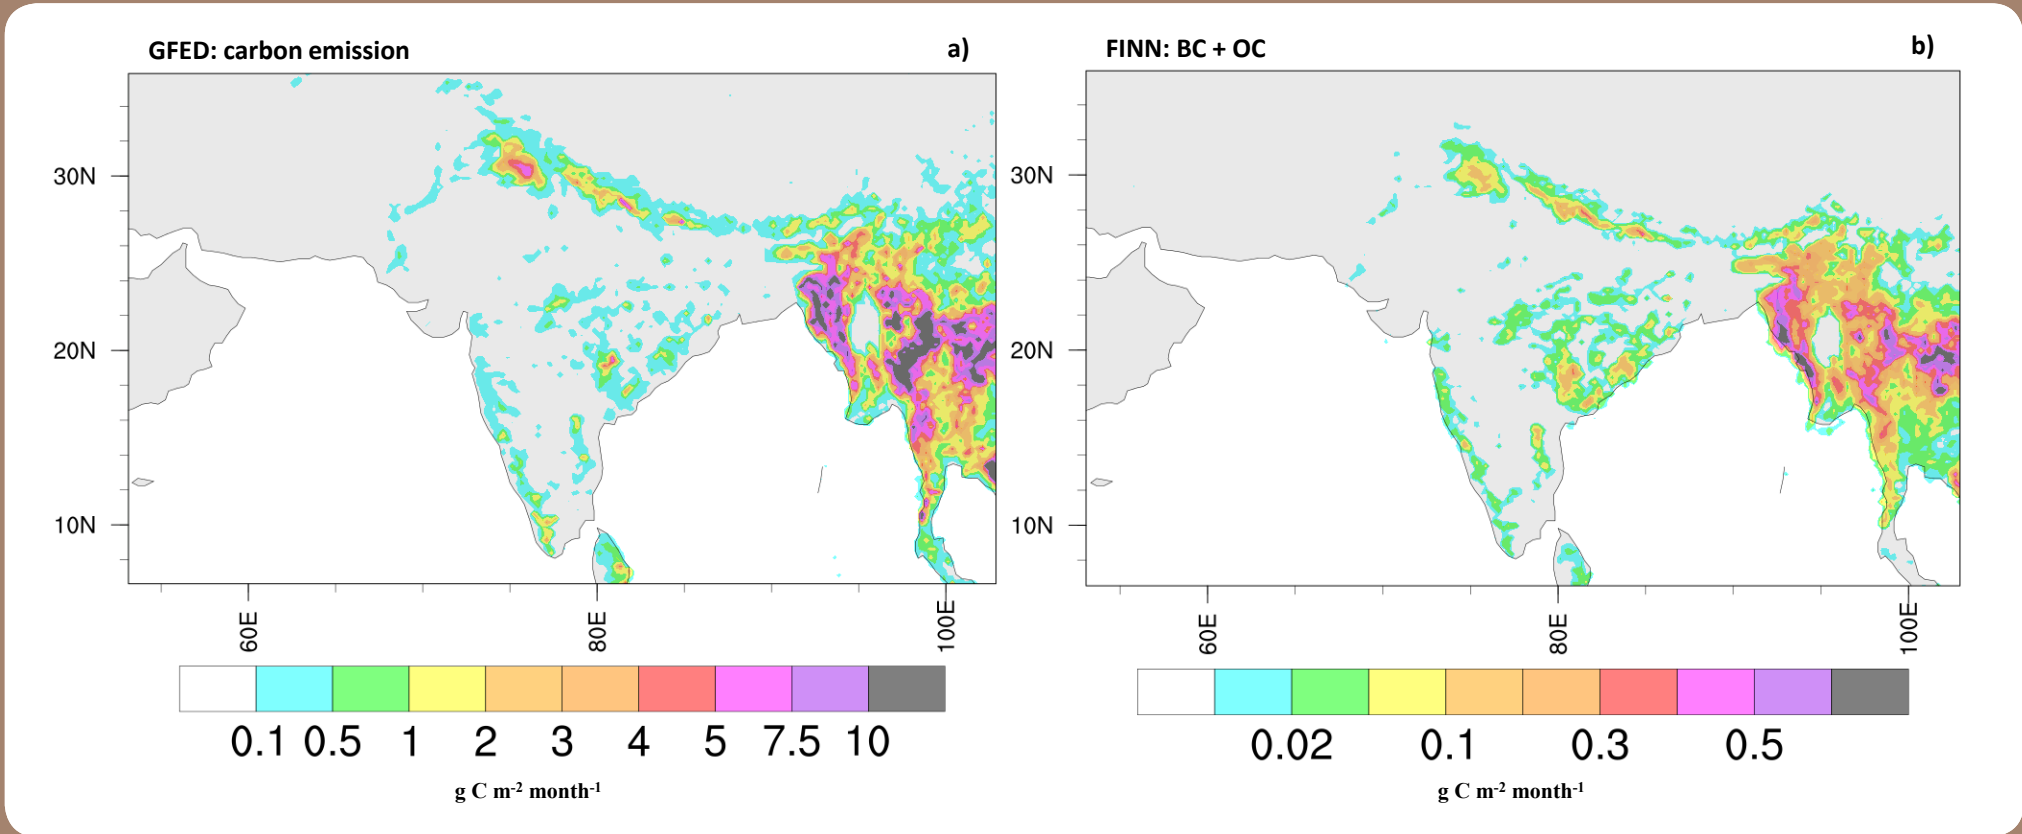 GFED: carbon emission a)
30N
20N
10N
60E 80E 100E
0.1 0.5 1 2 3 4 5 7.5 10
g C m-2 month-1
FINN: BC + OC b)
30N
20N
10N
60E 80E 100E
0.02 0.1 0.3 0.5
g C m-2 month-1